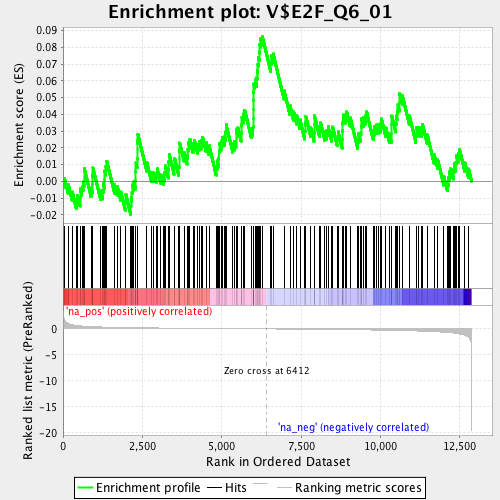 Enrichment plot: V$E2F_Q6_01
Enrichment score (ES)
0.09
0.08
0.07
0.06
0.05
0.04
0.03
0.02
0.01
0.00
-0.01
-0.02
'na_pos' (positively correlated)
Ranked list metric (PreRanked)
0
-5
-10
-15
-20
Zero cross at 6412
'na_neg' (negatively correlated)
0
2,500
5,000
7,500
10,000
12,500
Rank in Ordered Dataset
Enrichment profile
Hits
Ranking metric scores